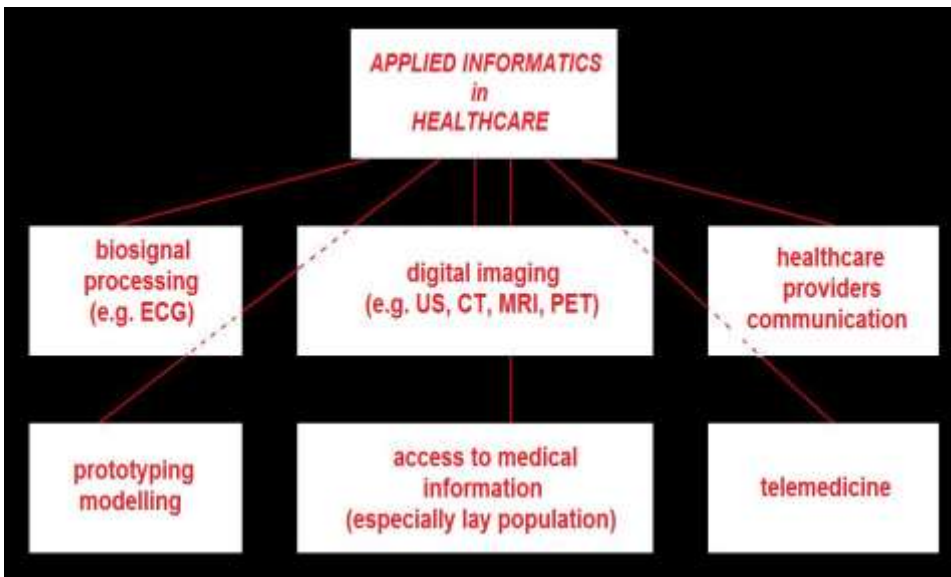 APPLIED INFORMATICS
in
HEALTHCARE
biosignal
processing
(e.g. ECG)
digital imaging
(e.g. US, CT, MRI, PET)
healthcare
providers
communication
prototyping
modelling
access to medical
information
(especially lay population)
telemedicine